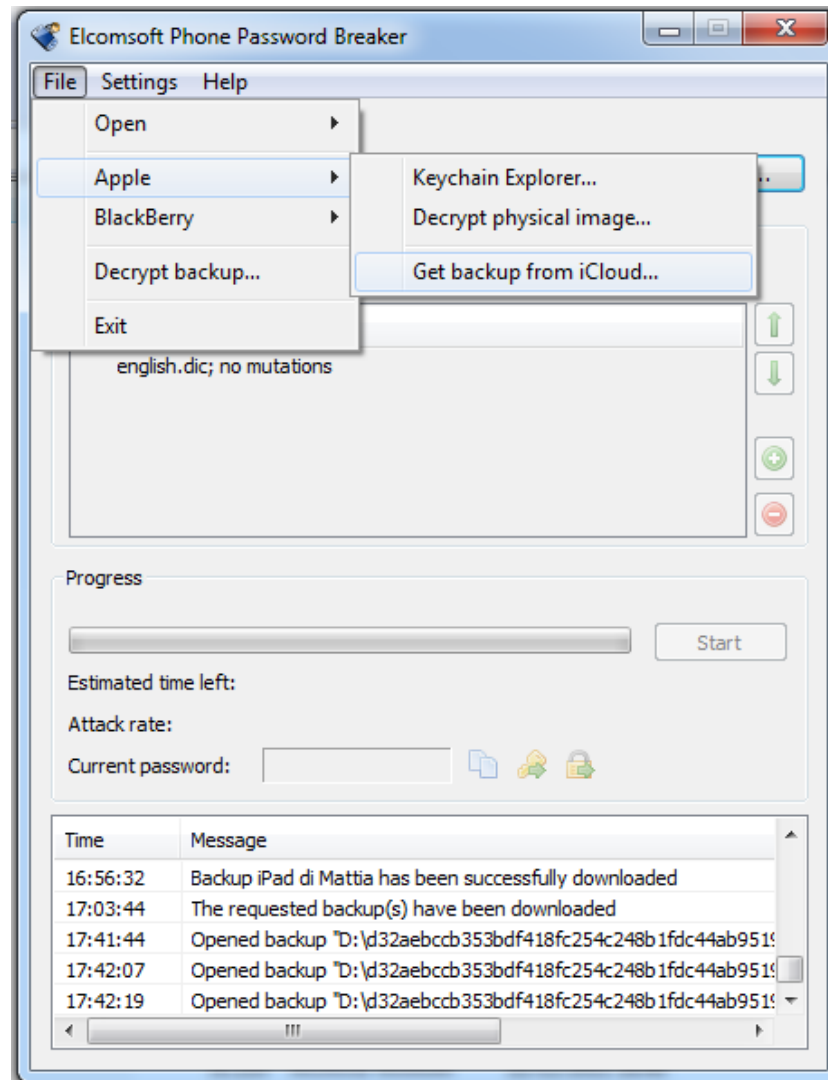 Elcomsoft Phone Password Breaker
File Settings Help
Open
Apple
BlackBerry
Decrypt backup...
Exit
Keychain Explorer...
Decrypt physical image...
Get backup from iCloud...
english.dic; no mutations
Progress
Start
Estimated time left:
Attack rate:
Current password:
Time Message
16:56:32 Backup iPad di Mattia has been successfully downloaded
17:03:44 The requested backup(s) have been downloaded
17:41:44 Opened backup "D:\d32aebccb353bdf418fc254c248b1fdc44ab951
17:42:07 Opened backup "D:\d32aebccb353bdf418fc254c248b1fdc44ab951
17:42:19 Opened backup "D:\d32aebccb353bdf418fc254c248b1fdc44ab951